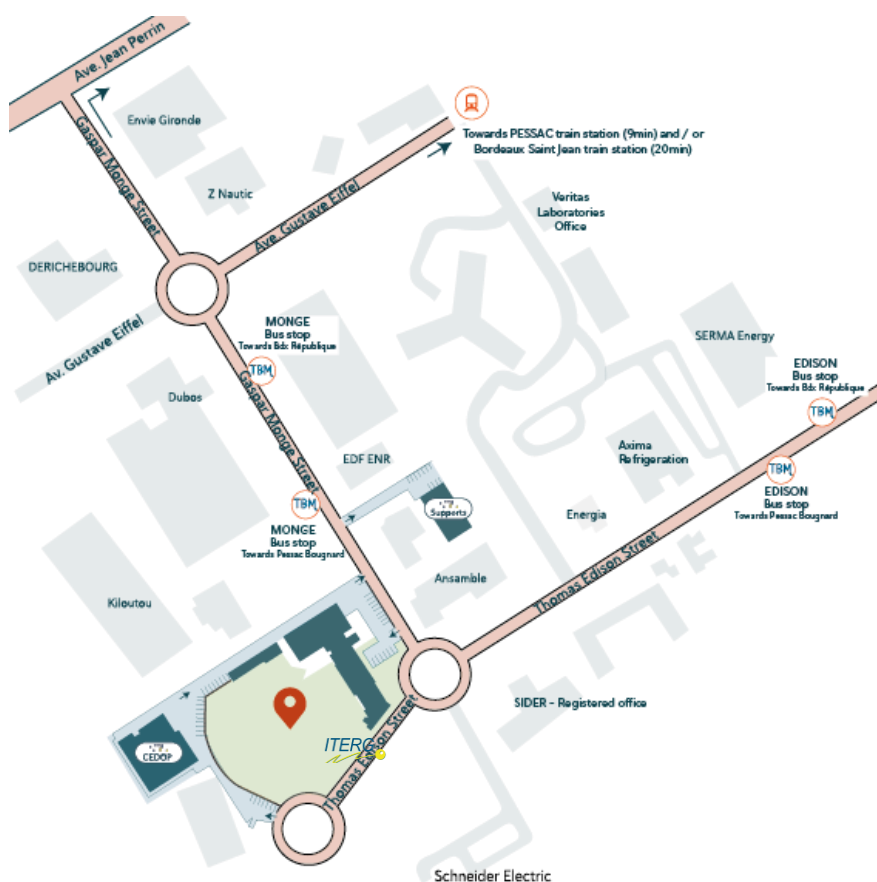 Ave. Jean Perrin
Envie Gironde
Gaspar Monge Street
Towards PESSAC train station (9min) and / or
Bordeaux Saint Jean train station (20min)
Z Nautic
Ave. Gustave Eiffel
Veritas
Laboratories
Office
DERICHEBOURG
MONGE
Bus stop
Towards Bdx République
TBM
SERMA Energy
Av. Gustave Eiffel
EDISON
Bus stop
Towards Bdx République
TBM
Dubos
Gaspar Monge Street
Axima
Refrigeration
EDF ENR
TBM
EDISON
Bus stop
Towards Pessac Bougnard
TBM
MONGE
Bus stop
Towards Pessac Bougnard
Supports
Energia
Thomas Edison Street
Ansamble
Kiloutou
SIDER - Registered office
ITERG
CEDOP
Thomas Edison Street
Schneider Electric